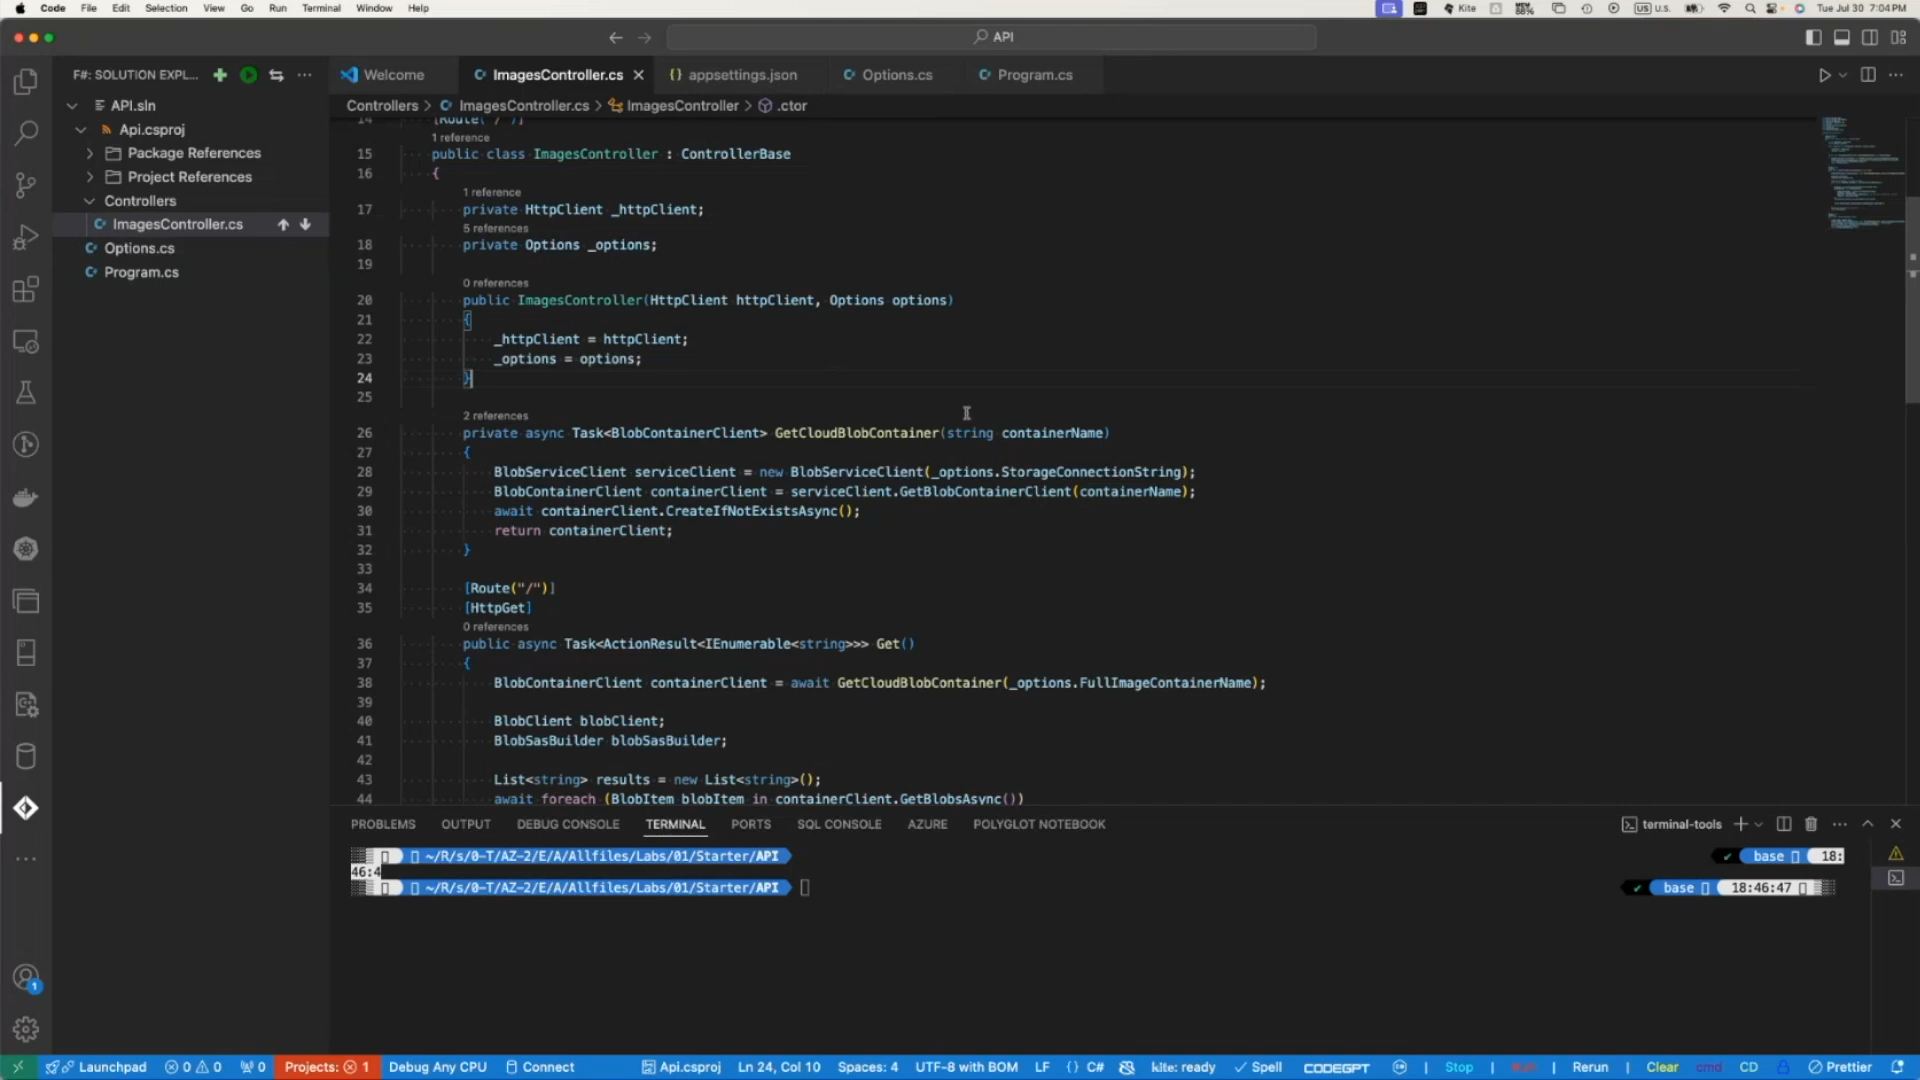 Code File Edit Selection View Go Run Terminal Window Help Kite U.S. Tue Jul 30 7:04 PM
API
F#: SOLUTION EXPL...
Welcome ImagesController.cs appsettings.json Options.cs Program.cs
Controllers > ImagesController.cs > ImagesController > .ctor
API.sln
Api.csproj
Package References
Project References
Controllers
ImagesController.cs
Options.cs
Program.cs
14 [Route("/")]
1 reference
15 public class ImagesController : ControllerBase
16 {
1 reference
17 private HttpClient _httpClient;
5 references
18 private Options _options;
19
0 references
20 public ImagesController(HttpClient httpClient, Options options)
21 {
22 _httpClient = httpClient;
23 _options = options;
24 }
25
2 references
26 private async Task<BlobContainerClient> GetCloudBlobContainer(string containerName)
27 {
28 BlobServiceClient serviceClient = new BlobServiceClient(_options.StorageConnectionString);
29 BlobContainerClient containerClient = serviceClient.GetBlobContainerClient(containerName);
30 await containerClient.CreateIfNotExistsAsync();
31 return containerClient;
32 }
33
34 [Route("/")]
35 [HttpGet]
0 references
36 public async Task<ActionResult<IEnumerable<string>>> Get()
37 {
38 BlobContainerClient containerClient = await GetCloudBlobContainer(_options.FullImageContainerName);
39
40 BlobClient blobClient;
41 BlobSasBuilder blobSasBuilder;
42
43 List<string> results = new List<string>();
44 await foreach (BlobItem blobItem in containerClient.GetBlobsAsync())
PROBLEMS OUTPUT DEBUG CONSOLE TERMINAL PORTS SQL CONSOLE AZURE POLYGLOT NOTEBOOK
terminal-tools
~/R/s/0-T/AZ-2/E/A/Allfiles/Labs/01/Starter/API ✔ base 18:
46:4
~/R/s/0-T/AZ-2/E/A/Allfiles/Labs/01/Starter/API ✔ base 18:46:47
1
Launchpad 0 0 0 Projects: 1 Debug Any CPU Connect Api.csproj Ln 24, Col 10 Spaces: 4 UTF-8 with BOM LF {} C# kite: ready Spell CODEGPT | Stop | Rerun | Clear cmd CD Prettier